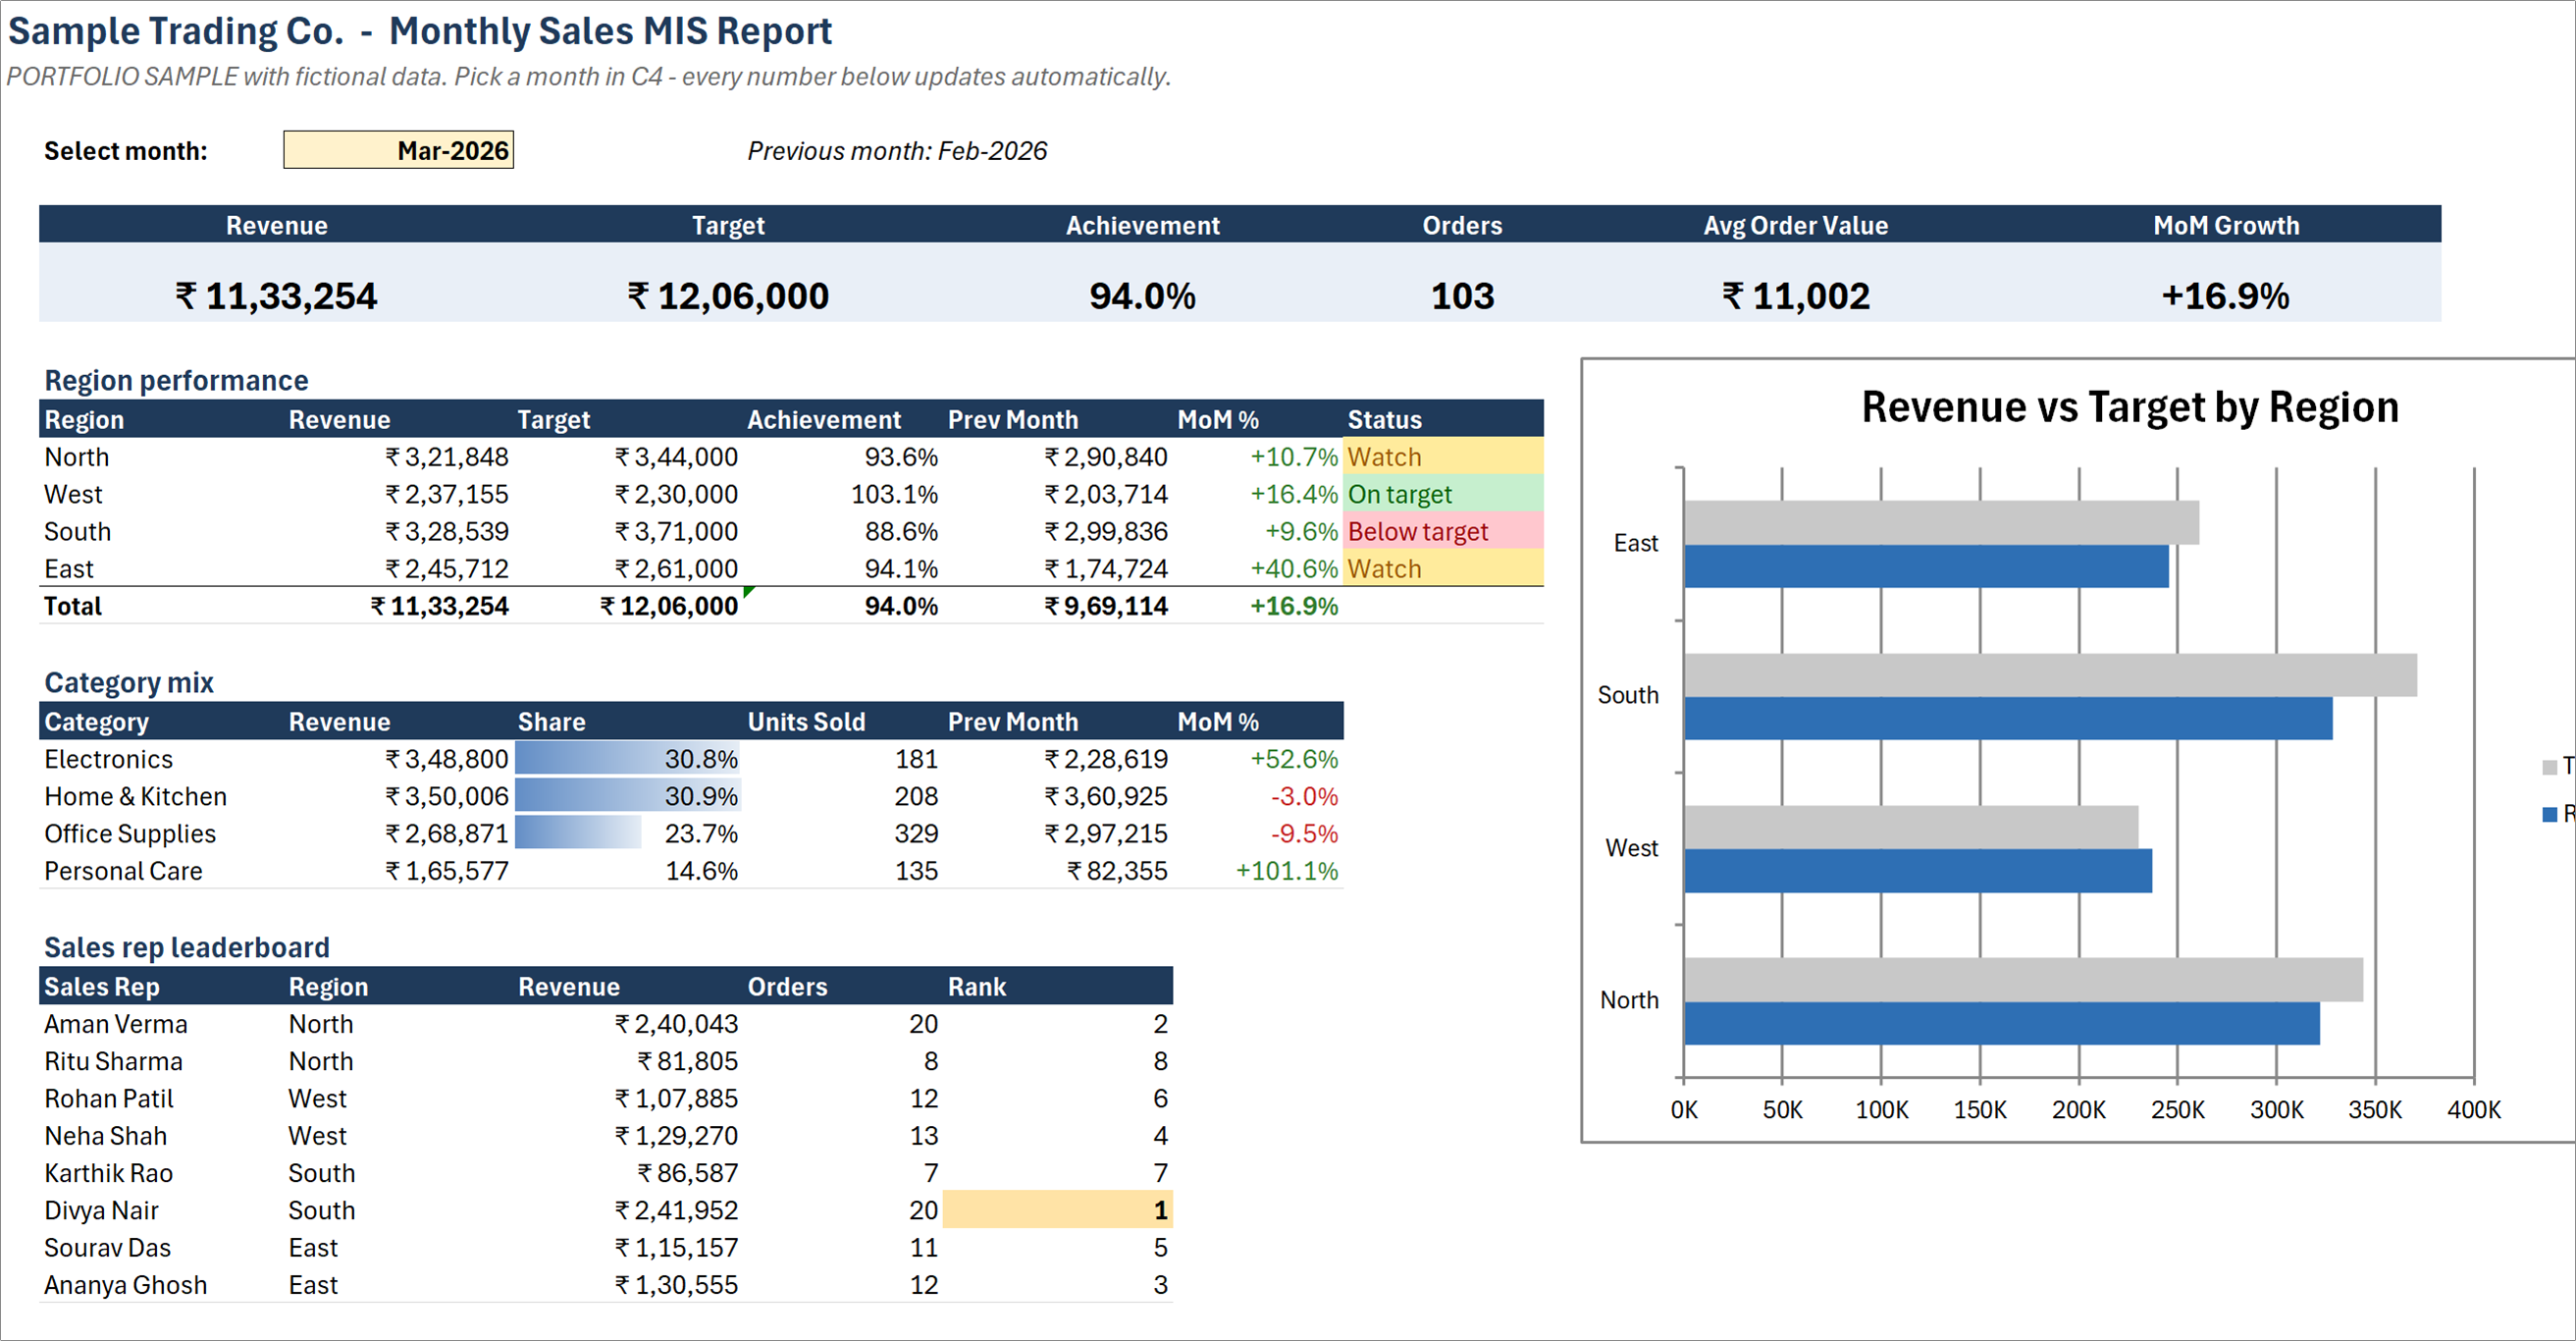 Sample Trading Co. - Monthly Sales MIS Report
PORTFOLIO SAMPLE with fictional data. Pick a month in C4 - every number below updates automatically.
Select month: Mar-2026 Previous month: Feb-2026
Revenue Target Achievement Orders Avg Order Value MoM Growth
₹ 11,33,254 ₹ 12,06,000 94.0% 103 ₹ 11,002 +16.9%
Region performance
Region Revenue Target Achievement Prev Month MoM % Status
North ₹ 3,21,848 ₹ 3,44,000 93.6% ₹ 2,90,840 +10.7% Watch
West ₹ 2,37,155 ₹ 2,30,000 103.1% ₹ 2,03,714 +16.4% On target
South ₹ 3,28,539 ₹ 3,71,000 88.6% ₹ 2,99,836 +9.6% Below target
East ₹ 2,45,712 ₹ 2,61,000 94.1% ₹ 1,74,724 +40.6% Watch
Total ₹ 11,33,254 ₹ 12,06,000 94.0% ₹ 9,69,114 +16.9%
Category mix
Category Revenue Share Units Sold Prev Month MoM %
Electronics ₹ 3,48,800 30.8% 181 ₹ 2,28,619 +52.6%
Home & Kitchen ₹ 3,50,006 30.9% 208 ₹ 3,60,925 -3.0%
Office Supplies ₹ 2,68,871 23.7% 329 ₹ 2,97,215 -9.5%
Personal Care ₹ 1,65,577 14.6% 135 ₹ 82,355 +101.1%
Sales rep leaderboard
Sales Rep Region Revenue Orders Rank
Aman Verma North ₹ 2,40,043 20 2
Ritu Sharma North ₹ 81,805 8 8
Rohan Patil West ₹ 1,07,885 12 6
Neha Shah West ₹ 1,29,270 13 4
Karthik Rao South ₹ 86,587 7 7
Divya Nair South ₹ 2,41,952 20 1
Sourav Das East ₹ 1,15,157 11 5
Ananya Ghosh East ₹ 1,30,555 12 3
Revenue vs Target by Region
East
South
West
North
0K 50K 100K 150K 200K 250K 300K 350K 400K